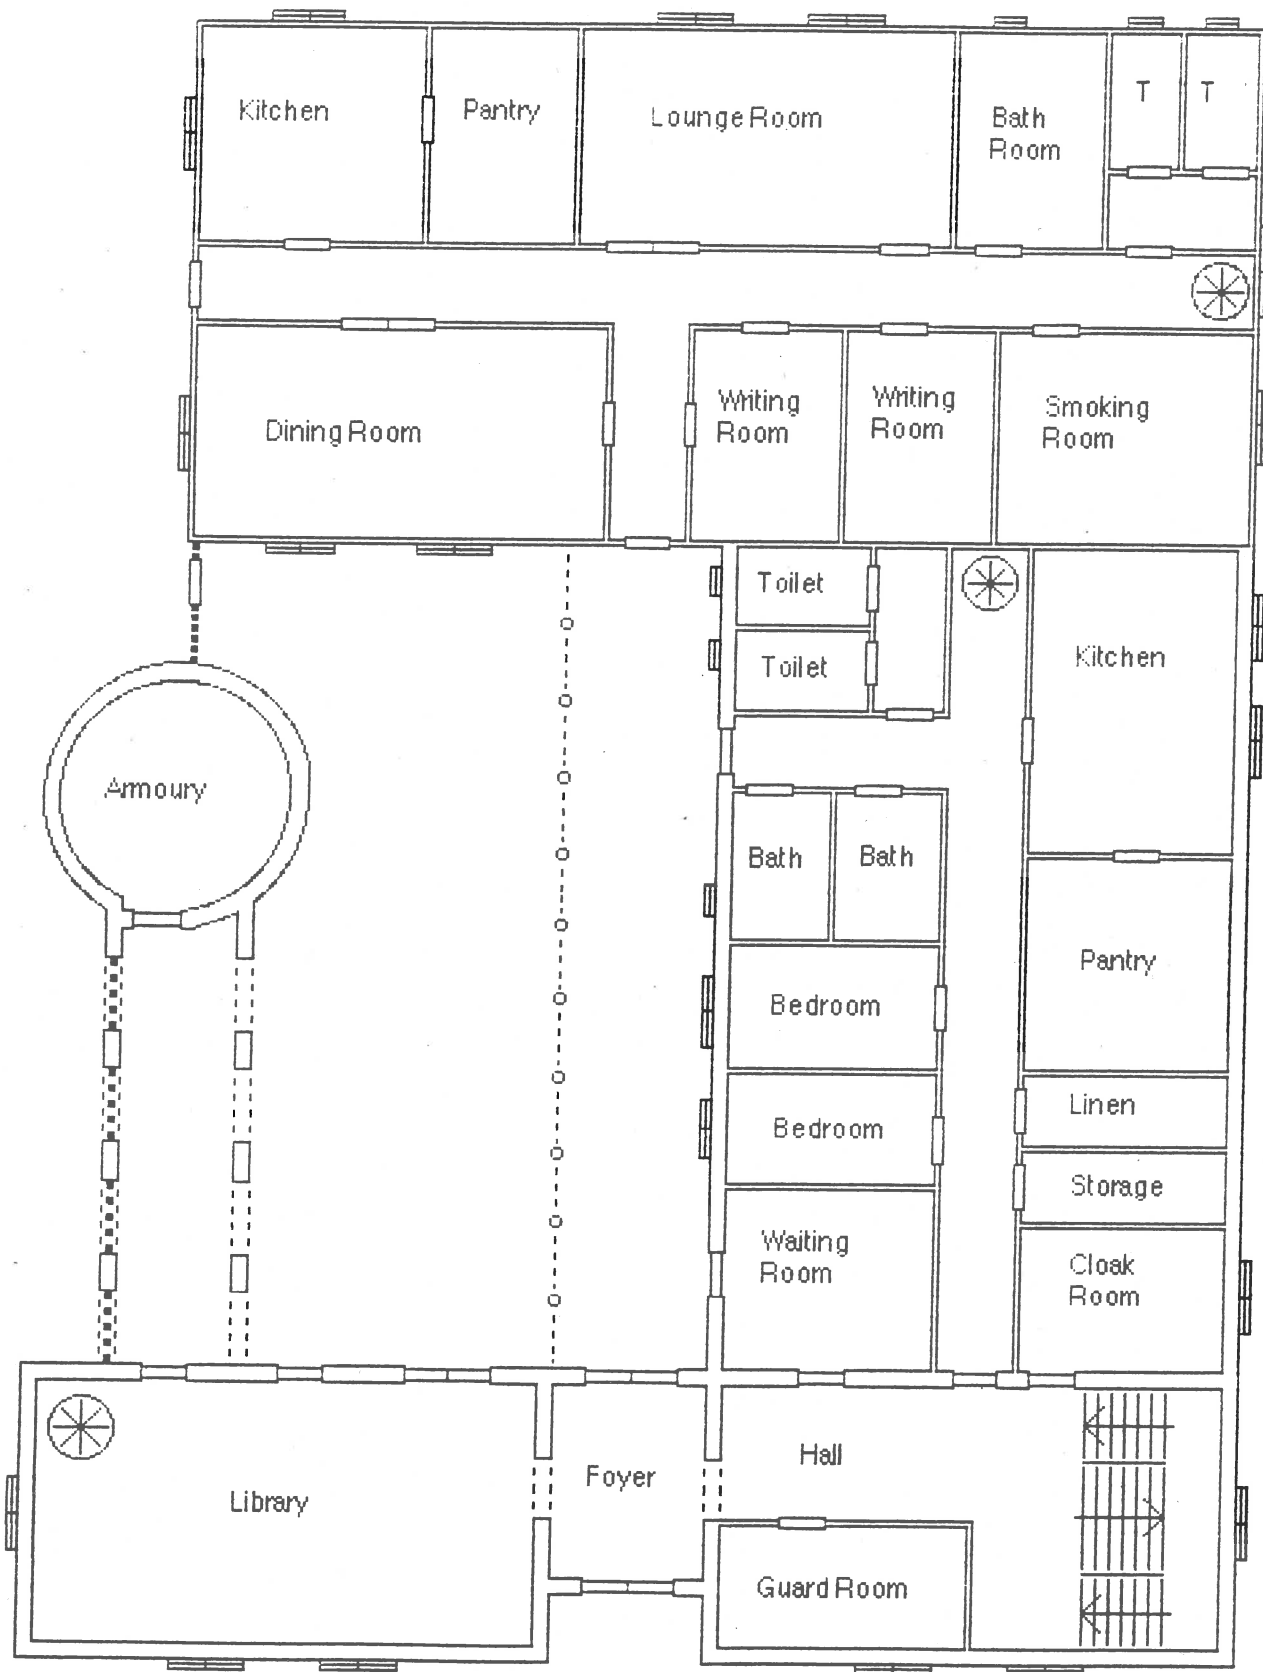 Kitchen
Pantry
Lounge Room
Bath
Room
T
T
Dining Room
Writing
Room
Writing
Room
Smoking
Room
Toilet
Toilet
Kitchen
Armoury
Bath
Bath
Pantry
Bedroom
Bedroom
Linen
Storage
Waiting
Room
Cloak
Room
Hall
Foyer
Library
Guard Room